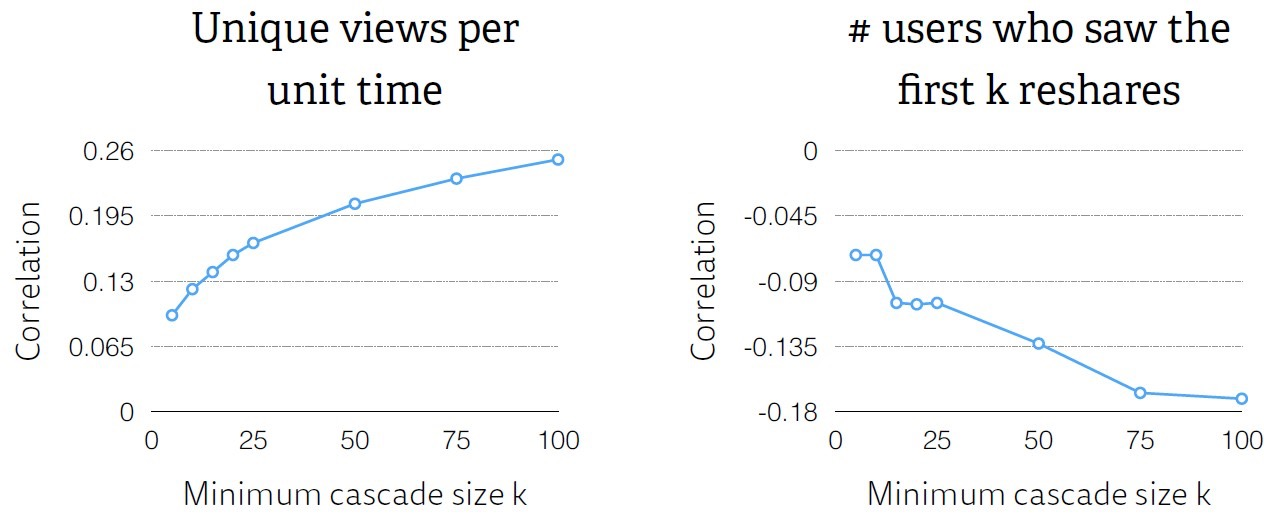 Unique views per
unit time
0.26
0.195
0.13
0.065
0
Correlation
0 25 50 75 100
Minimum cascade size k
# users who saw the
first k reshares
0
-0.045
-0.09
-0.135
-0.18
Correlation
0 25 50 75 100
Minimum cascade size k